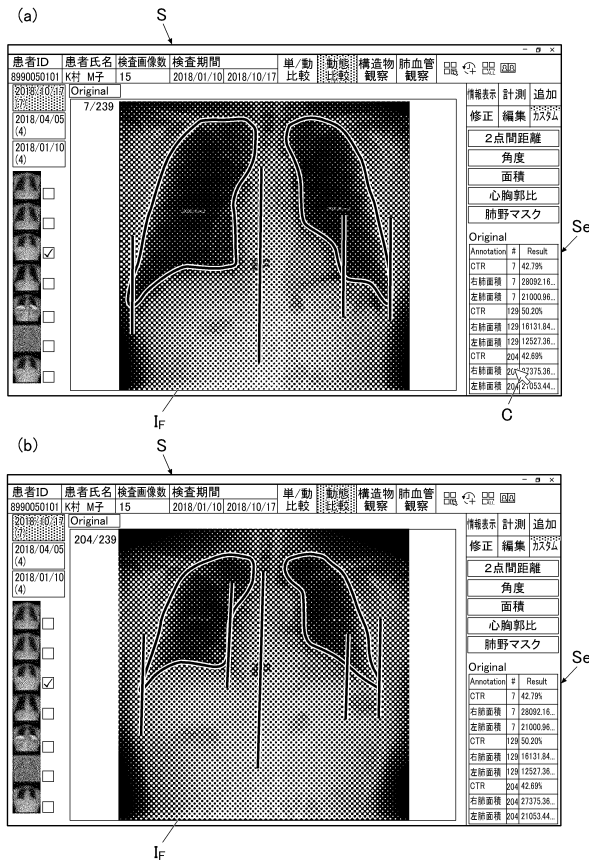 (a)
S
患者ID 患者氏名 検査画像数 検査期間 単/動 動態 構造物 肺血管
8990050101 K村 M子 15 2018/01/10 2018/10/17 比較 比較 観察 観察
2018/10/17 Original 情報表示 計測 追加
(7) 7/239
2018/04/05 修正 編集 カスタム
(4)
2018/01/10 2点間距離
(4)
角度
面積
心胸郭比
肺野マスク
Original
Se
Annotation # Result
CTR 7 42.79%
右肺面積 7 28092.16...
左肺面積 7 21000.96...
CTR 129 50.20%
右肺面積 129 16131.84...
左肺面積 129 12527.36...
CTR 204 42.69%
右肺面積 204 27375.36...
左肺面積 204 21053.44...
IF C
(b)
S
患者ID 患者氏名 検査画像数 検査期間 単/動 動態 構造物 肺血管
8990050101 K村 M子 15 2018/01/10 2018/10/17 比較 比較 観察 観察
2018/10/17 Original 情報表示 計測 追加
(7) 204/239
2018/04/05 修正 編集 カスタム
(4)
2018/01/10 2点間距離
(4)
角度
面積
心胸郭比
肺野マスク
Original
Se
Annotation # Result
CTR 7 42.79%
右肺面積 7 28092.16...
左肺面積 7 21000.96...
CTR 129 50.20%
右肺面積 129 16131.84...
左肺面積 129 12527.36...
CTR 204 42.69%
右肺面積 204 27375.36...
左肺面積 204 21053.44...
IF